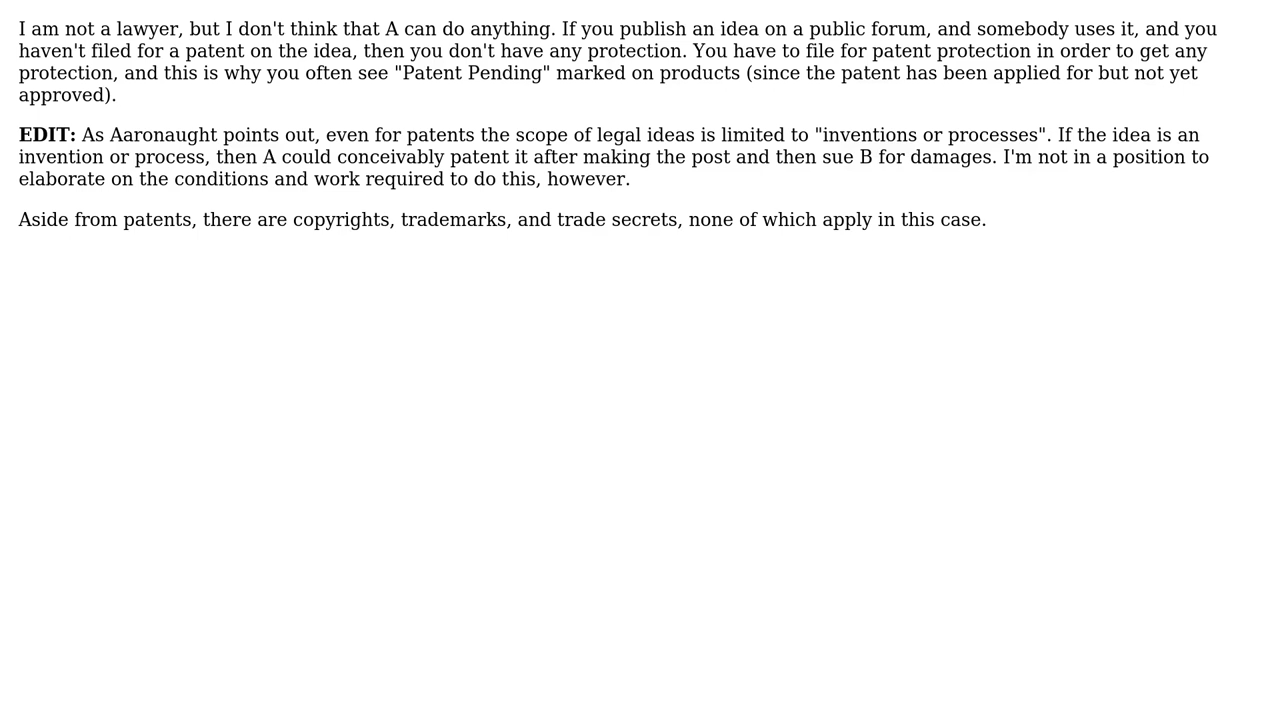 I am not a lawyer, but I don't think that A can do anything. If you publish an idea on a public forum, and somebody uses it, and you
haven't filed for a patent on the idea, then you don't have any protection. You have to file for patent protection in order to get any
protection, and this is why you often see "Patent Pending" marked on products (since the patent has been applied for but not yet
approved).
EDIT: As Aaronaught points out, even for patents the scope of legal ideas is limited to "inventions or processes". If the idea is an
invention or process, then A could conceivably patent it after making the post and then sue B for damages. I'm not in a position to
elaborate on the conditions and work required to do this, however.
Aside from patents, there are copyrights, trademarks, and trade secrets, none of which apply in this case.